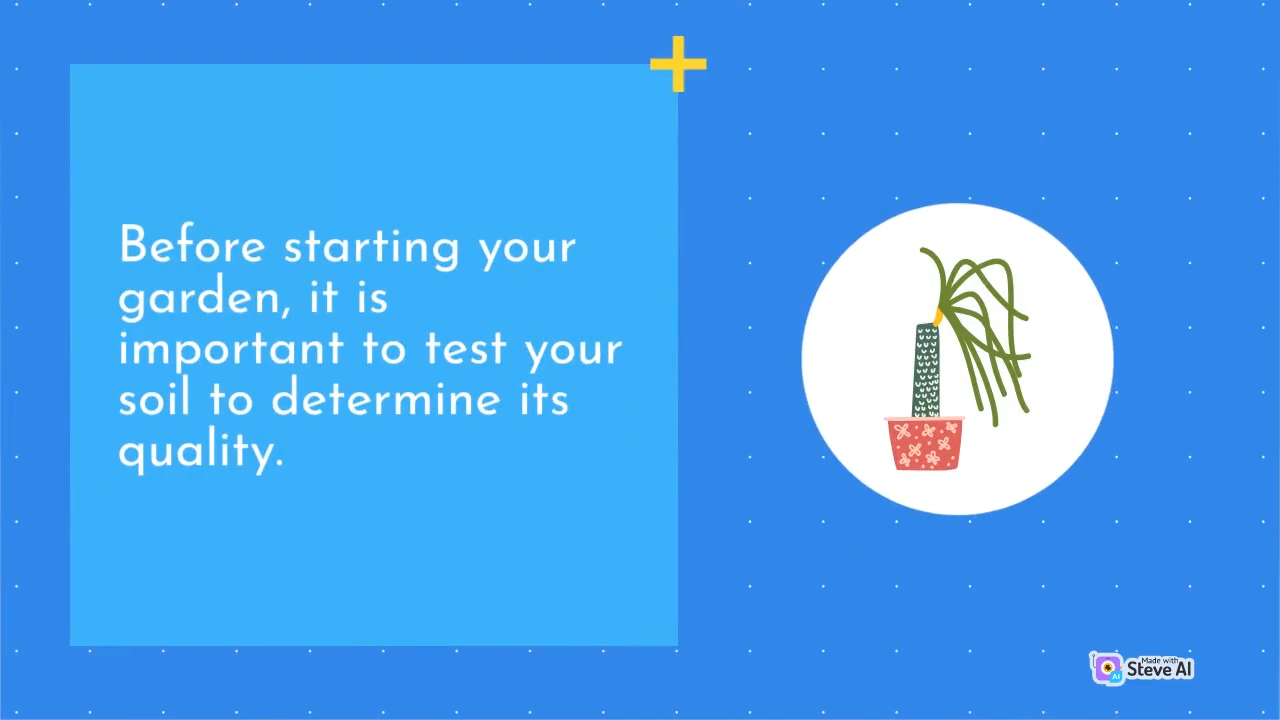 Before starting your
garden, it is
important to test your
soil to determine its
quality.
Made with
Steve AI
AI